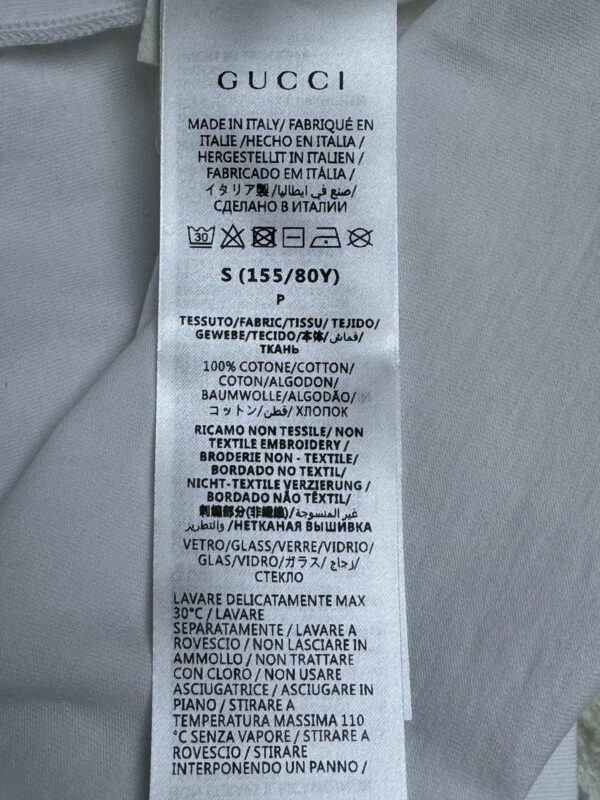 GUCCI
MADE IN ITALY/ FABRIQUÉ EN
ITALIE /HECHO EN ITALIA /
HERGESTELLT IN ITALIEN /
FABRICADO EM ITÁLIA /
イタリア製 /صنع في ايطاليا/
СДЕЛАНО В ИТАЛИИ
30
S (155/80Y)
P
TESSUTO/FABRIC/TISSU/ TEJIDO/
GEWEBE/TECIDO/本体/قماش/
ТКАНЬ
100% COTONE/COTTON/
COTON/ALGODON/
BAUMWOLLE/ALGODÃO/
コットン/قطن/ ХЛОПОК
RICAMO NON TESSILE/ NON
TEXTILE EMBROIDERY /
BRODERIE NON - TEXTILE/
BORDADO NO TEXTIL/
NICHT-TEXTILE VERZIERUNG /
BORDADO NÃO TÊXTIL/
刺繍部分(非繊維)/غير المنسوجة
والتطريز /НЕТКАНАЯ ВЫШИВКА
VETRO/GLASS/VERRE/VIDRIO/
GLAS/VIDRO/ガラス/ زجاج/
СТЕКЛО
LAVARE DELICATAMENTE MAX
30°C / LAVARE
SEPARATAMENTE / LAVARE A
ROVESCIO / NON LASCIARE IN
AMMOLLO / NON TRATTARE
CON CLORO / NON USARE
ASCIUGATRICE / ASCIUGARE IN
PIANO / STIRARE A
TEMPERATURA MASSIMA 110
°C SENZA VAPORE / STIRARE A
ROVESCIO / STIRARE
INTERPONENDO UN PANNO /